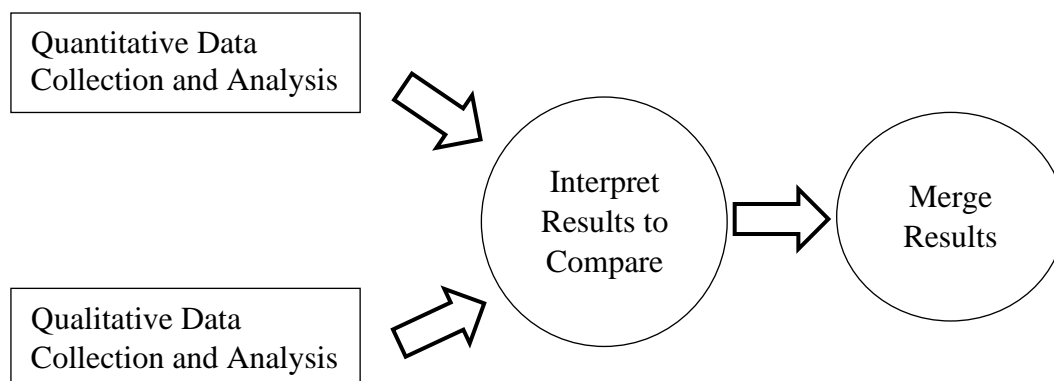 Quantitative Data
Collection and Analysis
Interpret
Results to
Compare
Merge
Results
Qualitative Data
Collection and Analysis